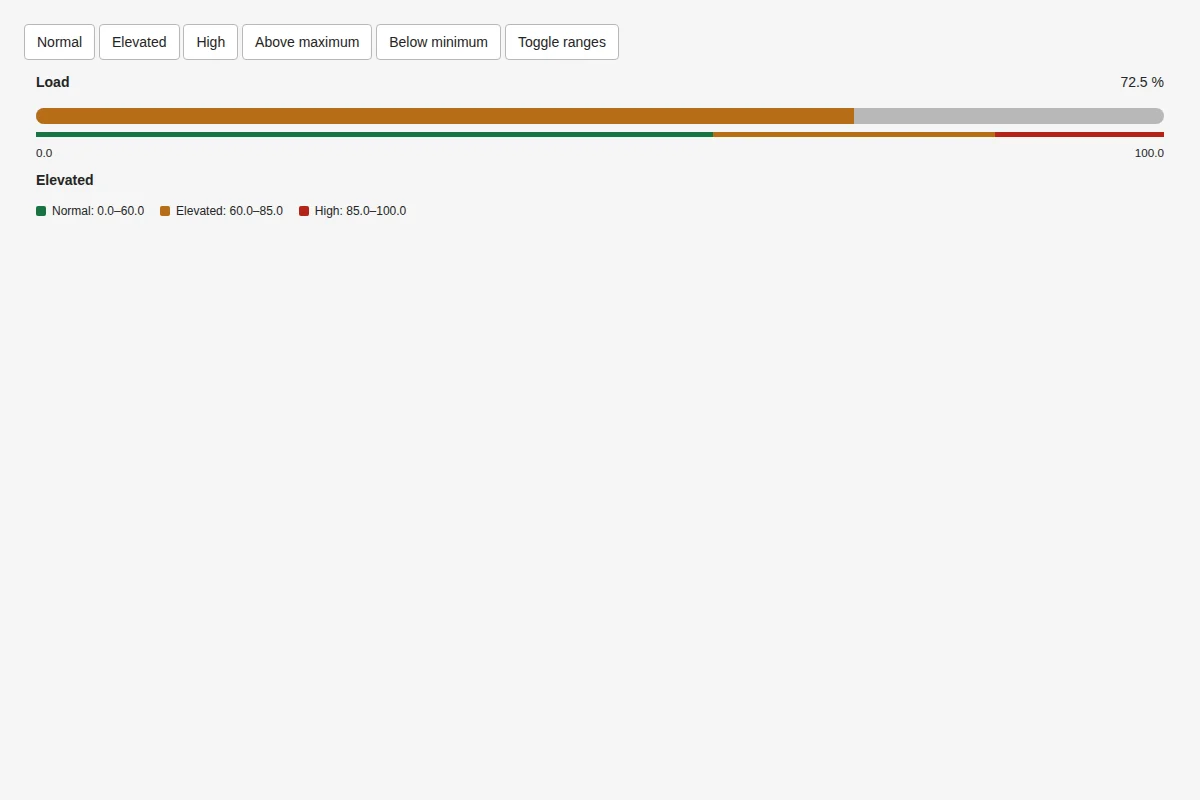 Normal Elevated High Above maximum Below minimum Toggle ranges
Load 72.5 %
0.0 100.0
Elevated
Normal: 0.0–60.0 Elevated: 60.0–85.0 High: 85.0–100.0